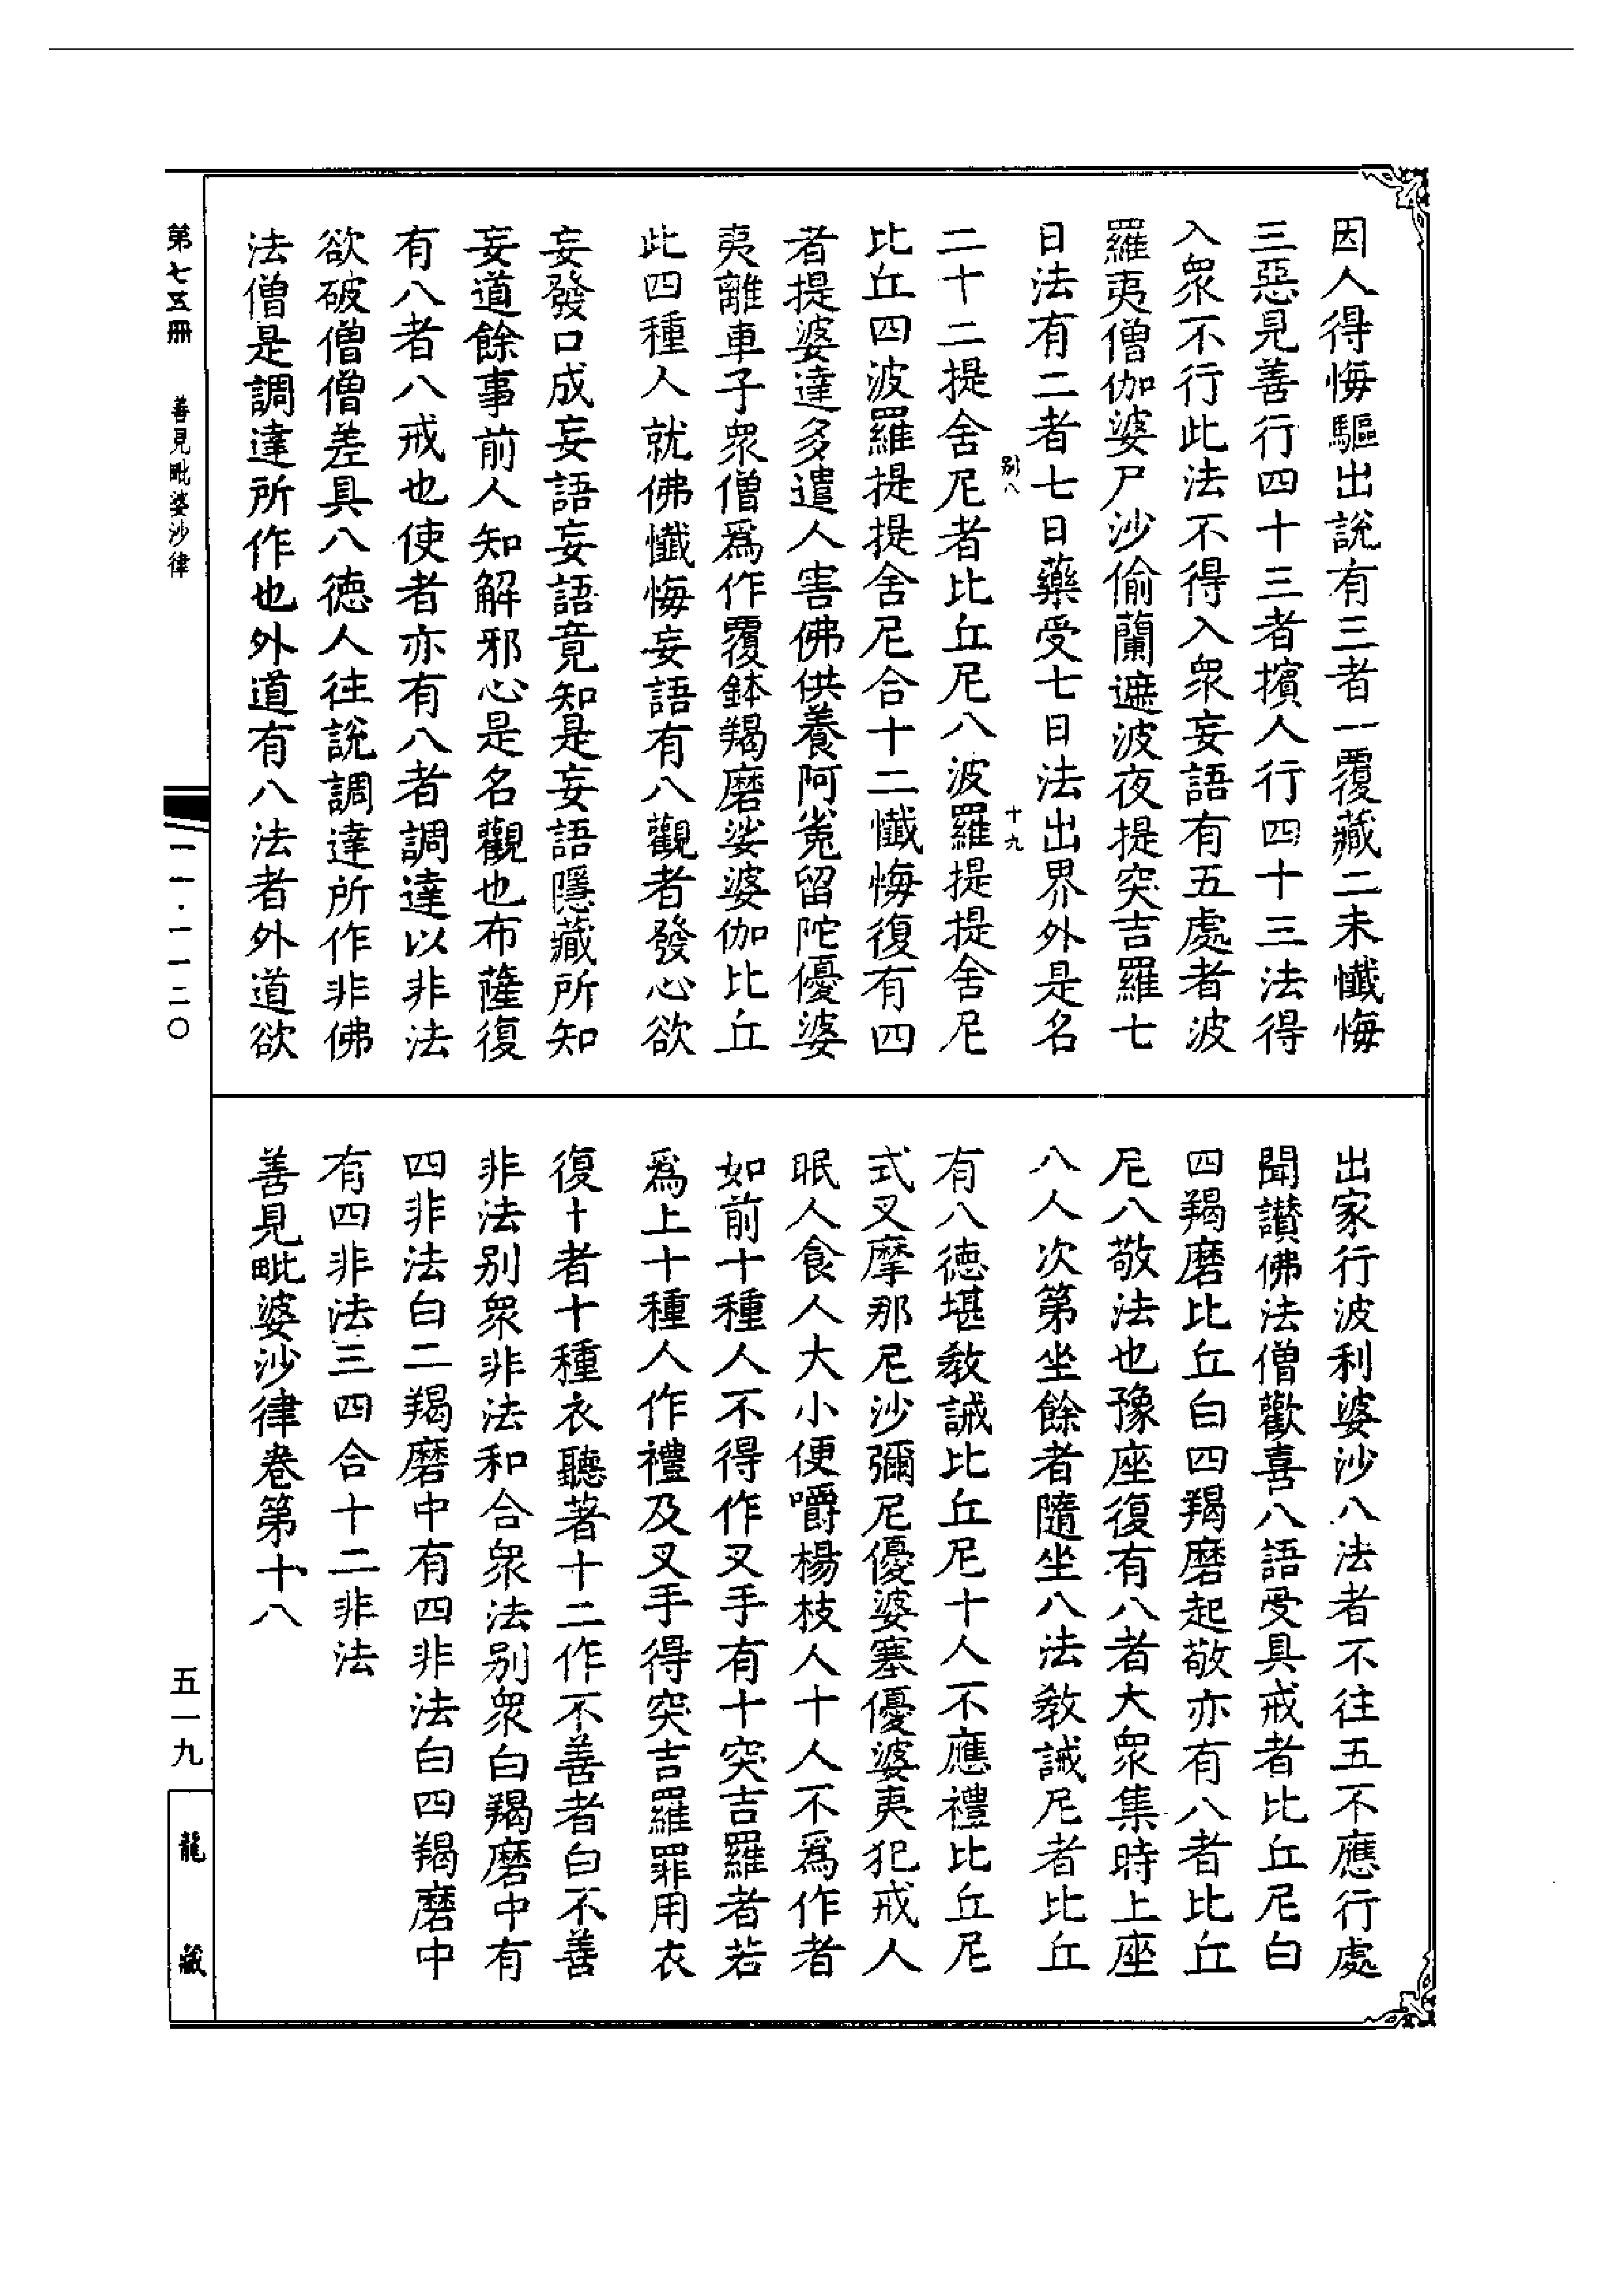 因人得悔驅出說有三者一覆藏二未懺悔
三惡見善行四十三者擯人行四十三法得
入眾不行此法不得入眾妄語有五處者波
羅夷僧伽婆尸沙偷蘭遮波夜提突吉羅七
日法有二者七日藥受七日法出界外是名
別八
十九
二十二提舍尼者比丘尼八波羅提提舍尼
比丘四波羅提提舍尼合十二懺悔復有四
者提婆達多遣人害佛供養阿㝹留陀優婆
夷離車子眾僧為作覆鉢羯磨娑婆伽比丘
此四種人就佛懺悔妄語有八觀者發心欲
妄發口成妄語妄語竟知是妄語隱藏所知
妄道餘事前人知解邪心是名觀也布薩復
有八者八戒也使者亦有八者調達以非法
欲破僧僧差具八德人往說調達所作非佛
法僧是調達所作也外道有八法者外道欲
出家行波利婆沙八法者不往五不應行處
聞讚佛法僧歡喜八語受具戒者比丘尼白
四羯磨比丘白四羯磨起敬亦有八者比丘
尼八敬法也豫座復有八者大眾集時上座
八人次第坐餘者隨坐八法教誡尼者比丘
有八德堪教誡比丘尼十人不應禮比丘尼
式叉摩那尼沙彌尼優婆塞優婆夷犯戒人
眠人食人大小便嚼楊枝人十人不為作者
如前十種人不得作叉手有十突吉羅者若
為上十種人作禮及叉手得突吉羅罪用衣
復十者十種衣聽著十二作不善者白不善
非法別眾非法和合眾法別眾白羯磨中有
四非法白二羯磨中有四非法白四羯磨中
有四非法三四合十二非法
善見毗婆沙律卷第十八
第七五冊
善見毗婆沙律
一一一·一一二〇
五一九
龍藏